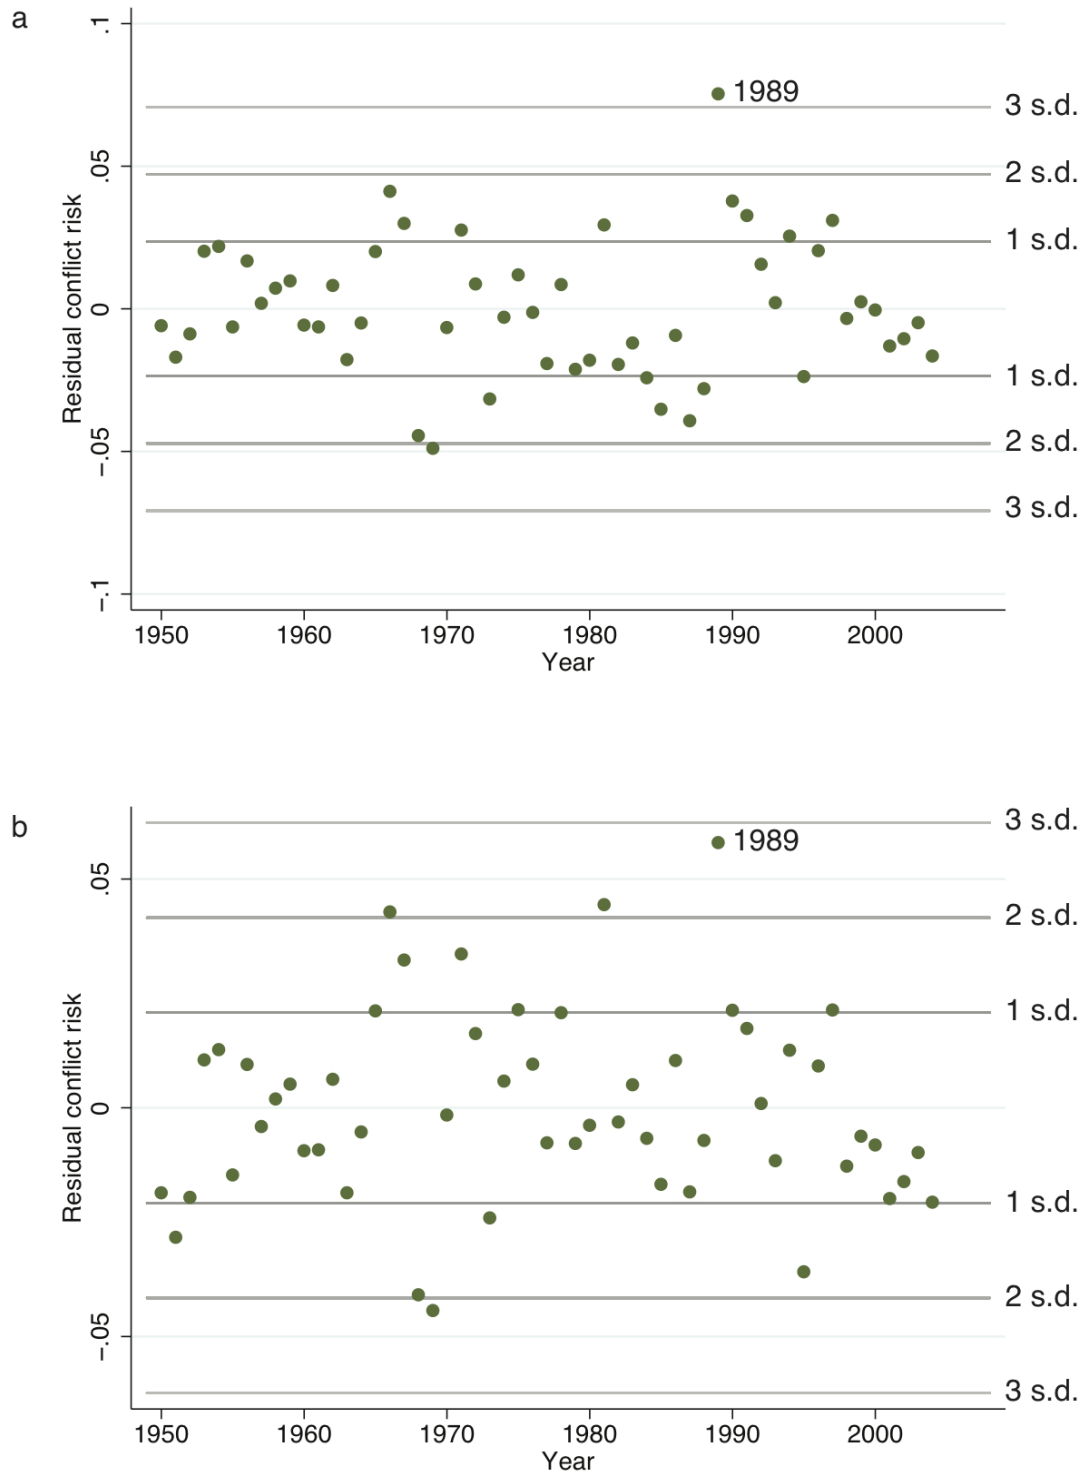 a
.1
1989
3 s.d.
.05
2 s.d.
1 s.d.
Residual conflict risk
0
1 s.d.
–.05
2 s.d.
3 s.d.
–.1
1950 1960 1970 1980 1990 2000
Year
b
3 s.d.
1989
.05
2 s.d.
1 s.d.
Residual conflict risk
0
1 s.d.
2 s.d.
–.05
3 s.d.
1950 1960 1970 1980 1990 2000
Year